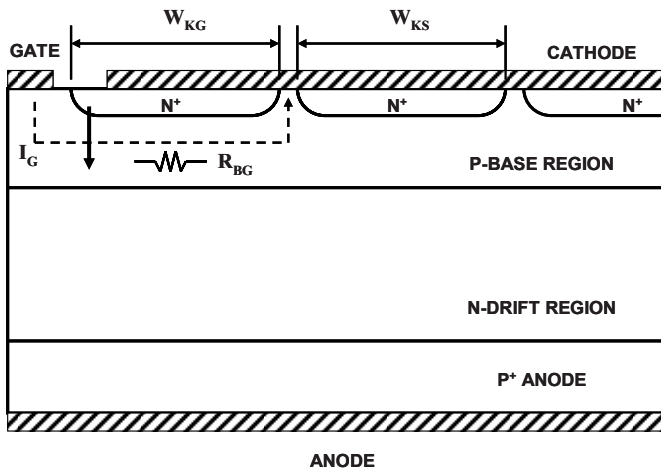 W_KG W_KS
GATE CATHODE
N+ N+ N+
I_G R_BG P-BASE REGION
N-DRIFT REGION
P+ ANODE
ANODE